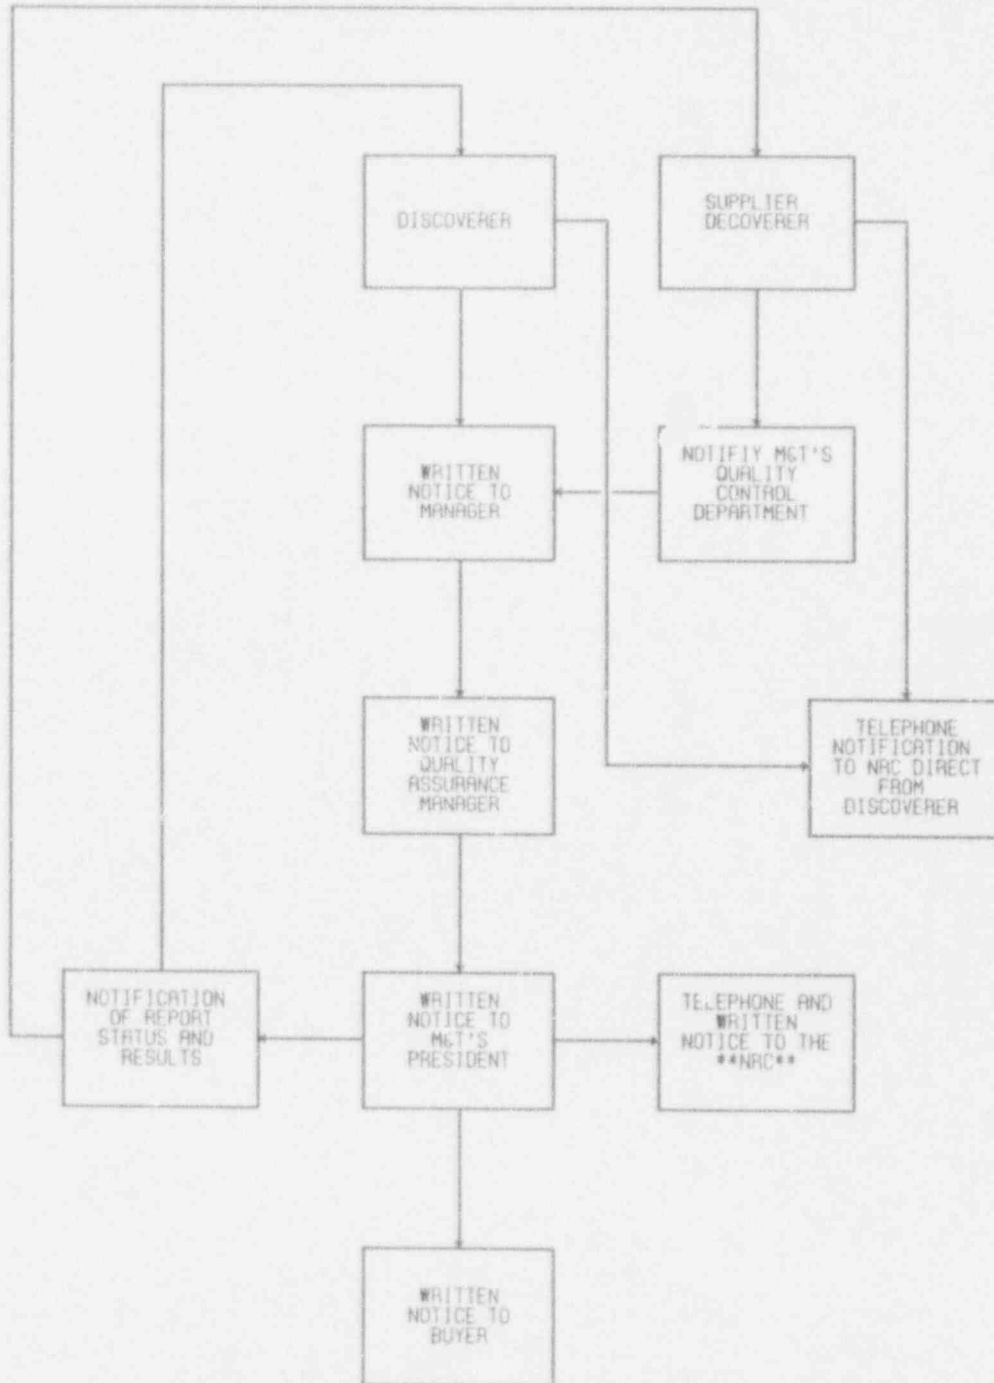 DISCOVERER
SUPPLIER
DECOVERER
WRITTEN
NOTICE TO
MANAGER
NOTIFIY M&T'S
QUALITY
CONTROL
DEPARTMENT
WRITTEN
NOTICE TO
QUALITY
ASSURANCE
MANAGER
TELEPHONE
NOTIFICATION
TO NRC DIRECT
FROM
DISCOVERER
NOTIFICATION
OF REPORT
STATUS AND
RESULTS
WRITTEN
NOTICE TO
M&T'S
PRESIDENT
TELEPHONE AND
WRITTEN
NOTICE TO THE
**NRC**
WRITTEN
NOTICE TO
BUYER